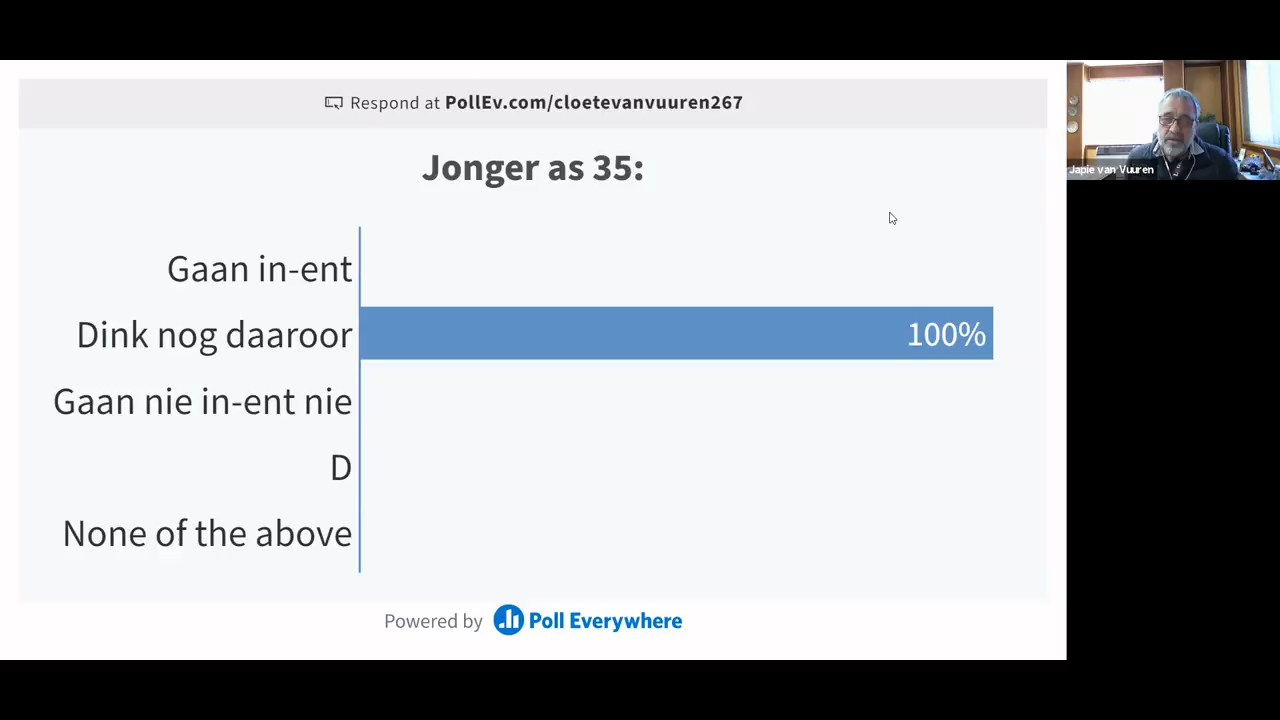 Respond at PollEv.com/cloetevanvuuren267
Jonger as 35:
Gaan in-ent
Dink nog daaroor
100%
Gaan nie in-ent nie
D
None of the above
Powered by Poll Everywhere
Japie van Vuuren